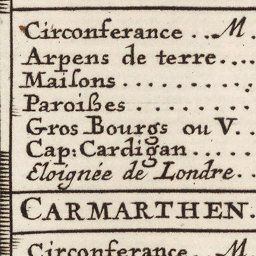 Circonferance . . M .
Arpens de terre . . . .
Maisons . . . . . . . . . .
Paroisses . . . . . . . .
Gros Bourgs ou V . .
Cap: Cardigan . . . . .
Eloignée de Londre . .
CARMARTHEN .
Circonferance . . M .